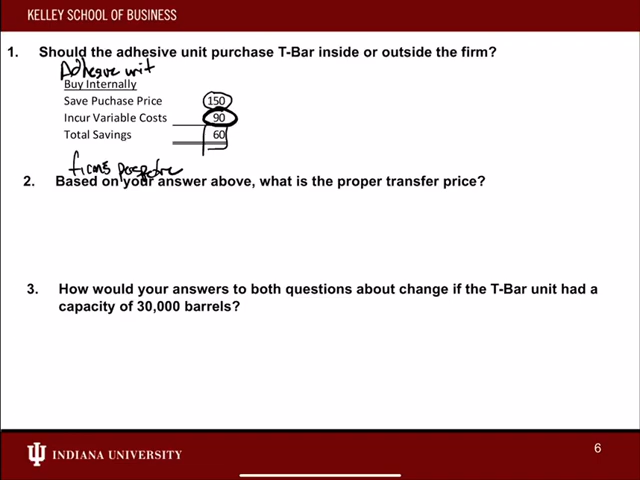 KELLEY SCHOOL OF BUSINESS
1. Should the adhesive unit purchase T-Bar inside or outside the firm?
Adhesive unit
Buy Internally
Save Puchase Price 150
Incur Variable Costs 90
Total Savings 60
firms perspective
2. Based on your answer above, what is the proper transfer price?
3. How would your answers to both questions about change if the T-Bar unit had a
capacity of 30,000 barrels?
INDIANA UNIVERSITY
6